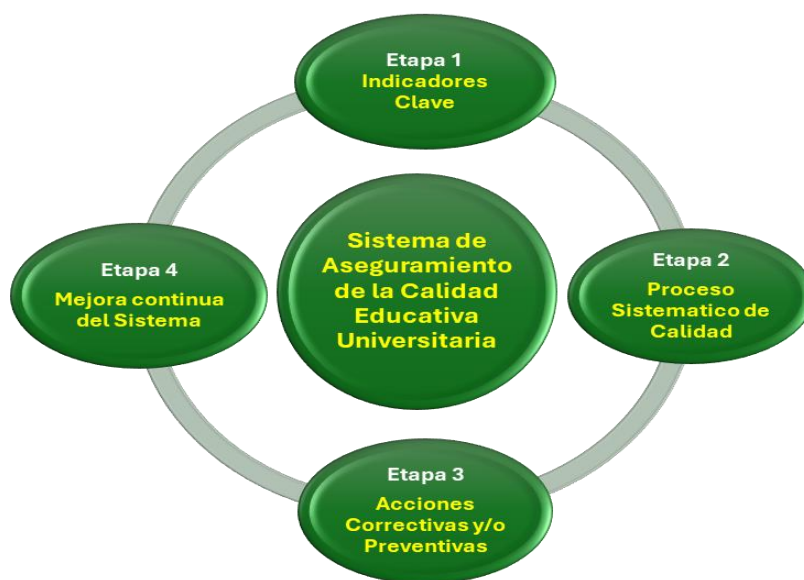 Etapa 1
Indicadores
Clave
Sistema de
Aseguramiento
de la Calidad
Educativa
Universitaria
Etapa 2
Proceso
Sistematico de
Calidad
Etapa 3
Acciones
Correctivas y/o
Preventivas
Etapa 4
Mejora continua
del Sistema